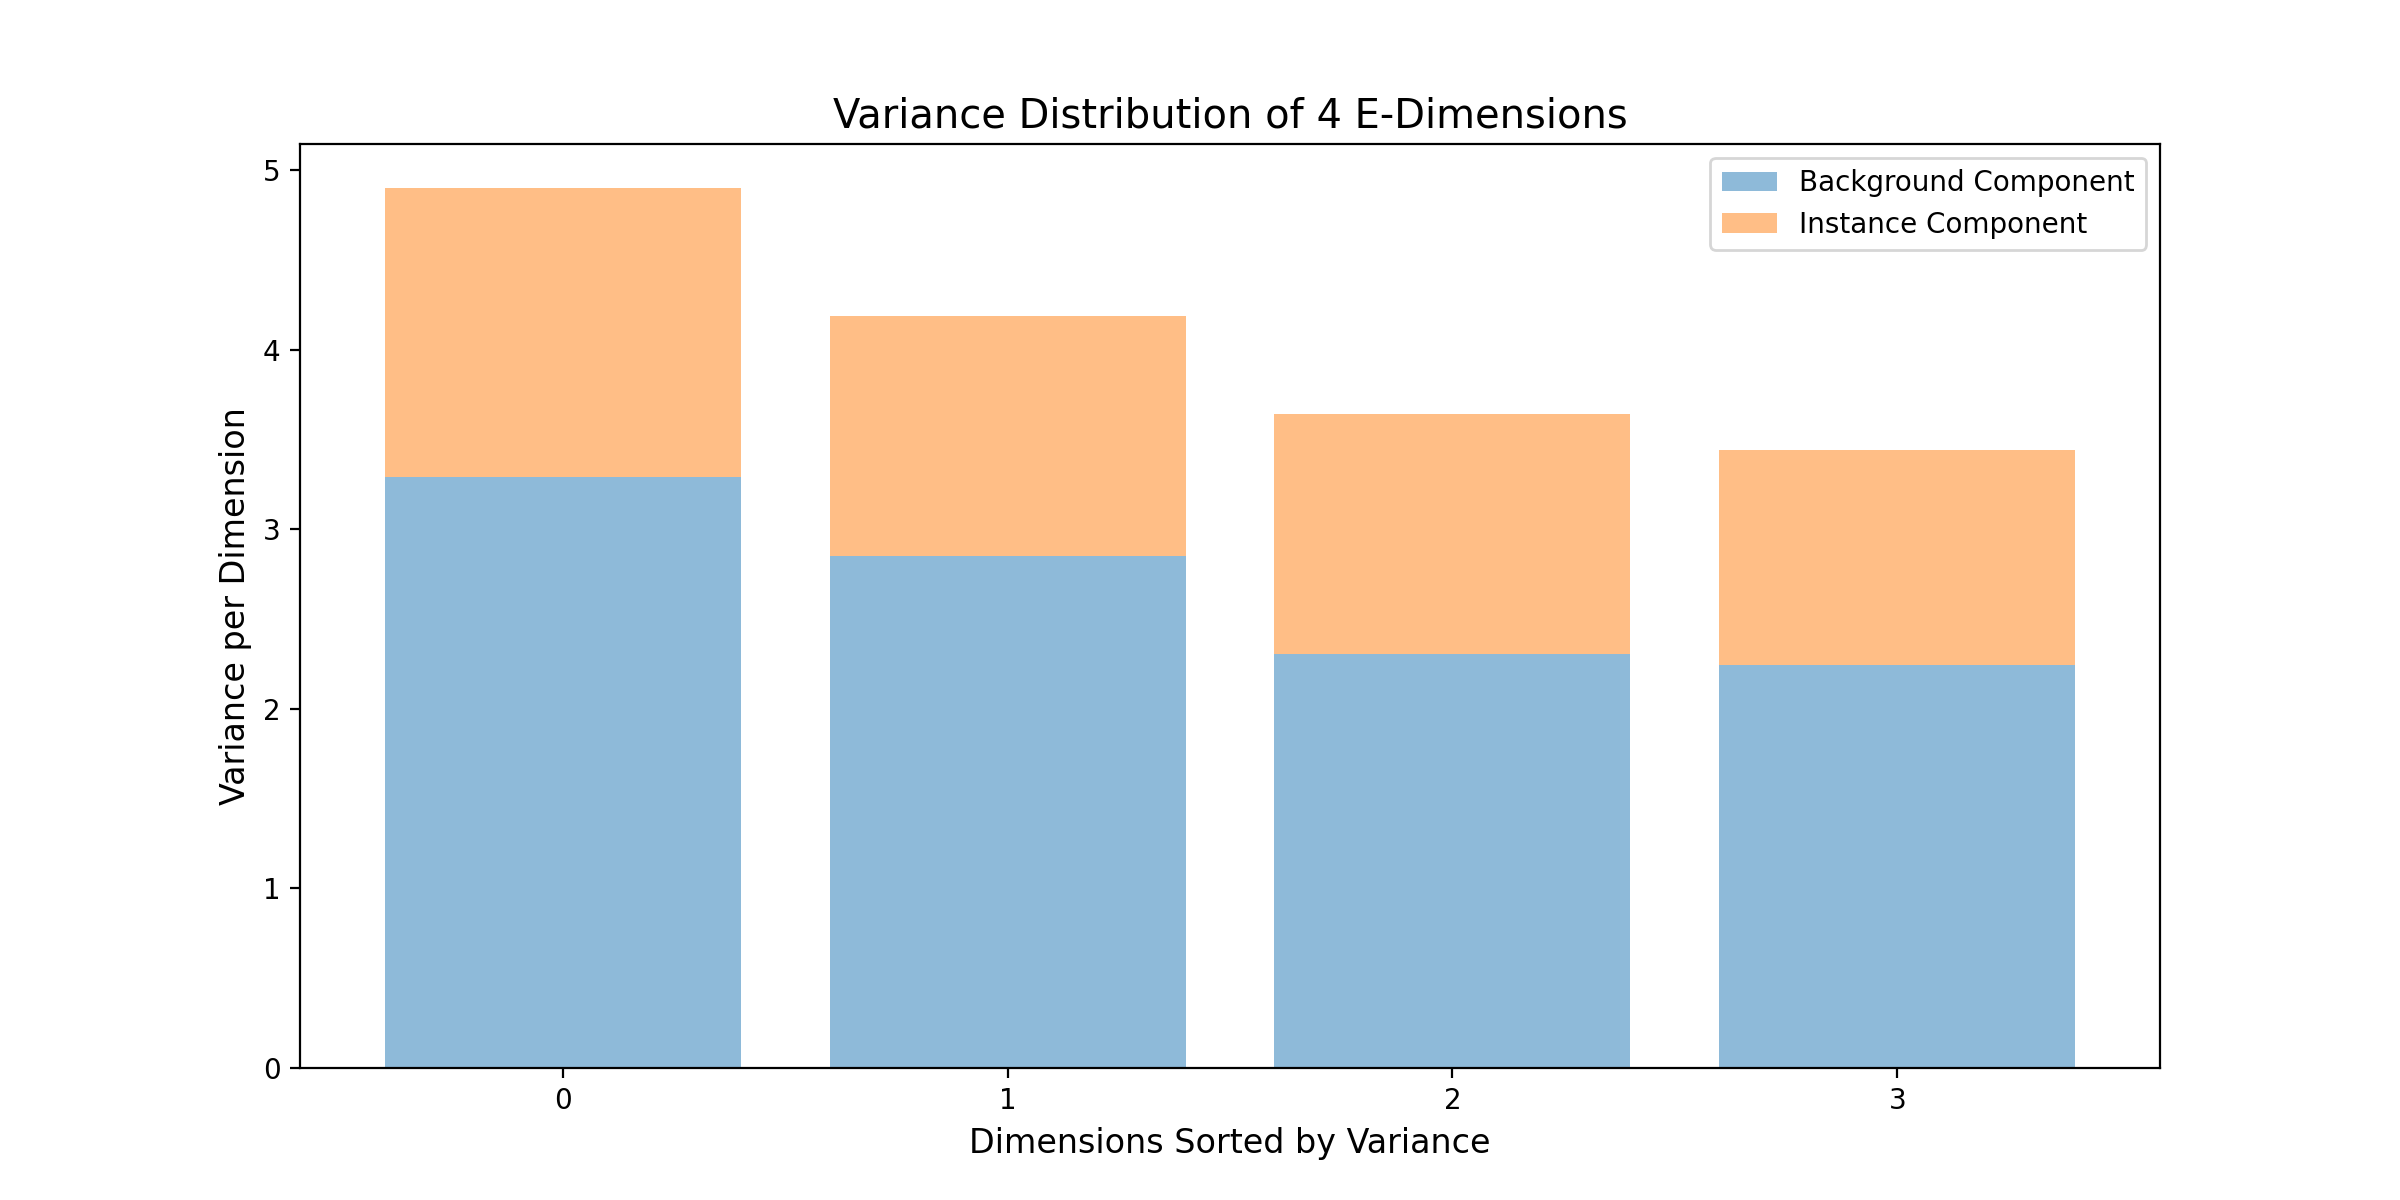 Variance Distribution of 4 E-Dimensions
Background Component
Instance Component
5
4
3
2
1
0
Variance per Dimension
0 1 2 3
Dimensions Sorted by Variance